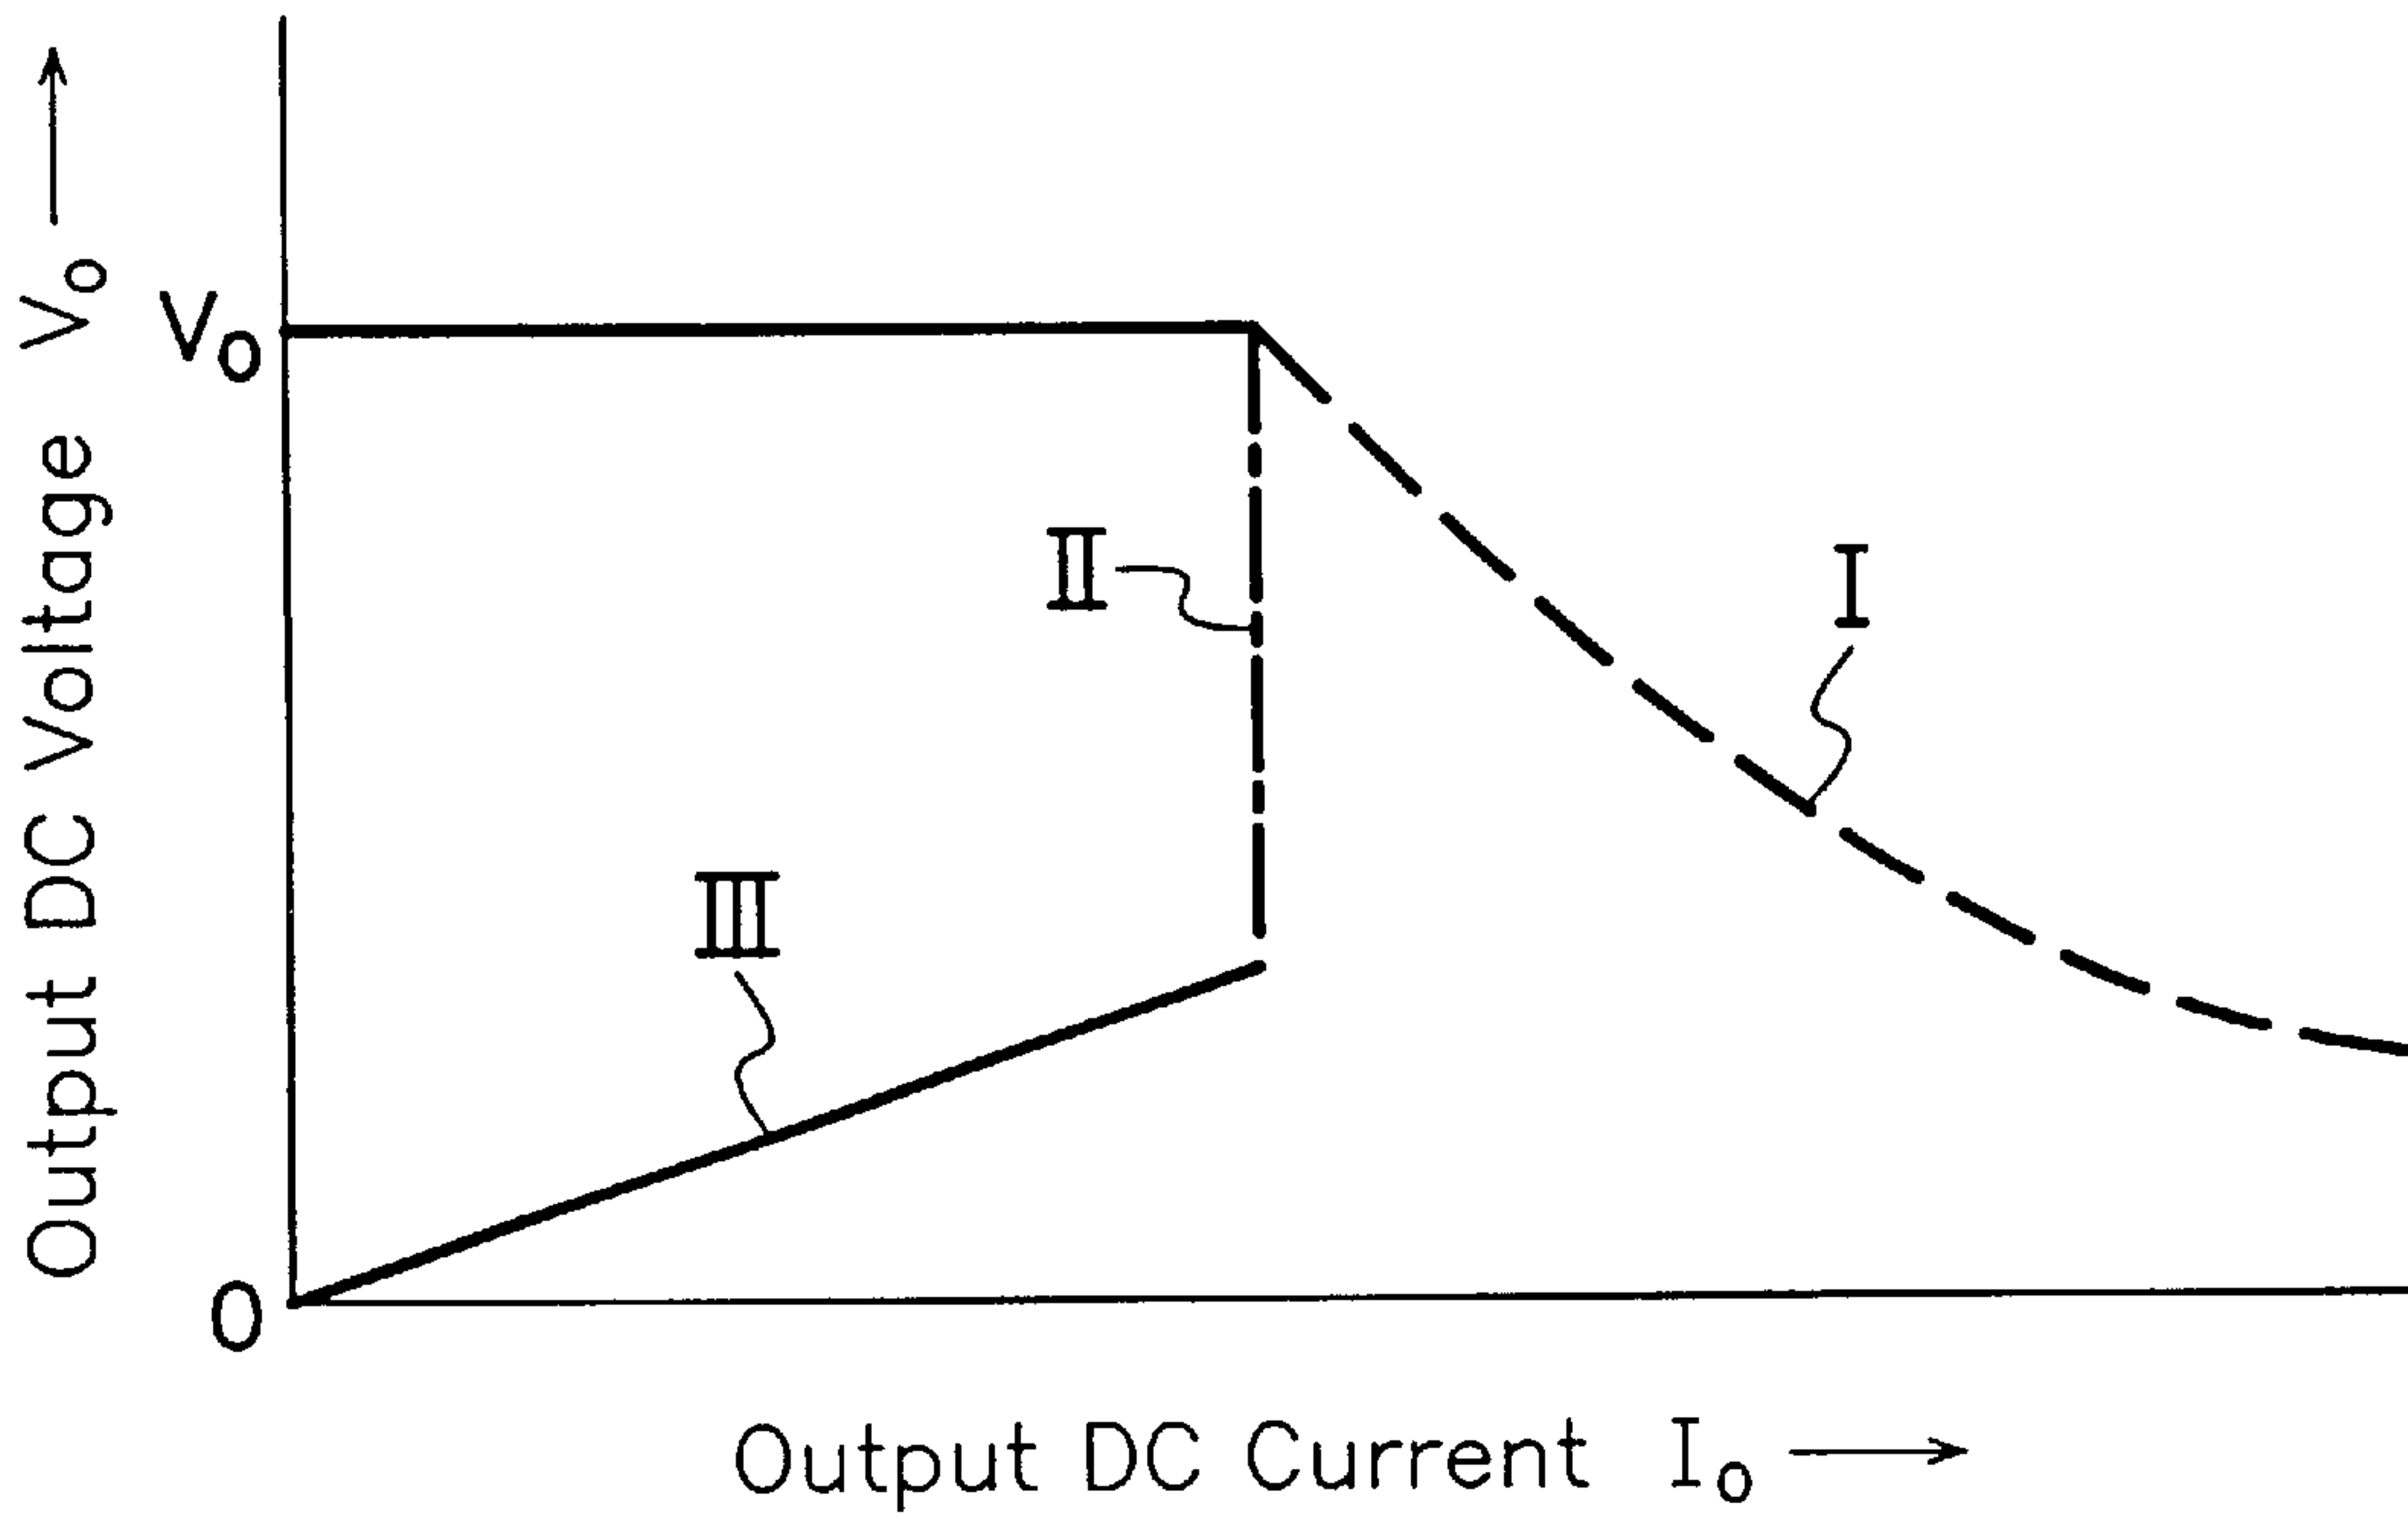 Output DC Voltage Vo
Vo
II
I
III
0
Output DC Current Io